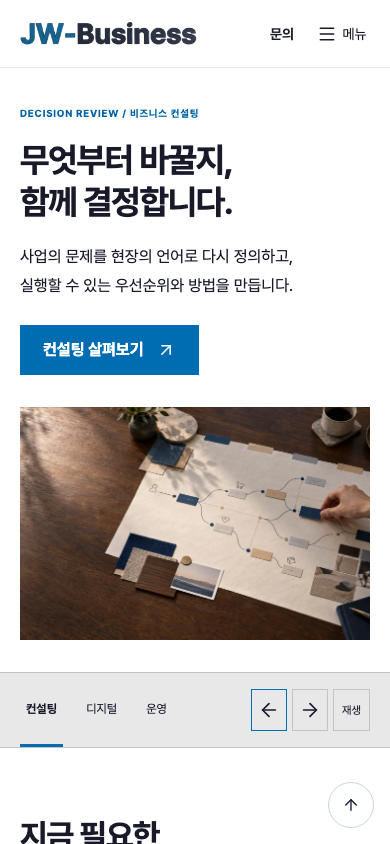 JW-Business
문의
메뉴
DECISION REVIEW / 비즈니스 컨설팅
무엇부터 바꿀지,
함께 결정합니다.
사업의 문제를 현장의 언어로 다시 정의하고,
실행할 수 있는 우선순위와 방법을 만듭니다.
컨설팅 살펴보기
컨설팅
디지털
운영
재생
지금 필요한